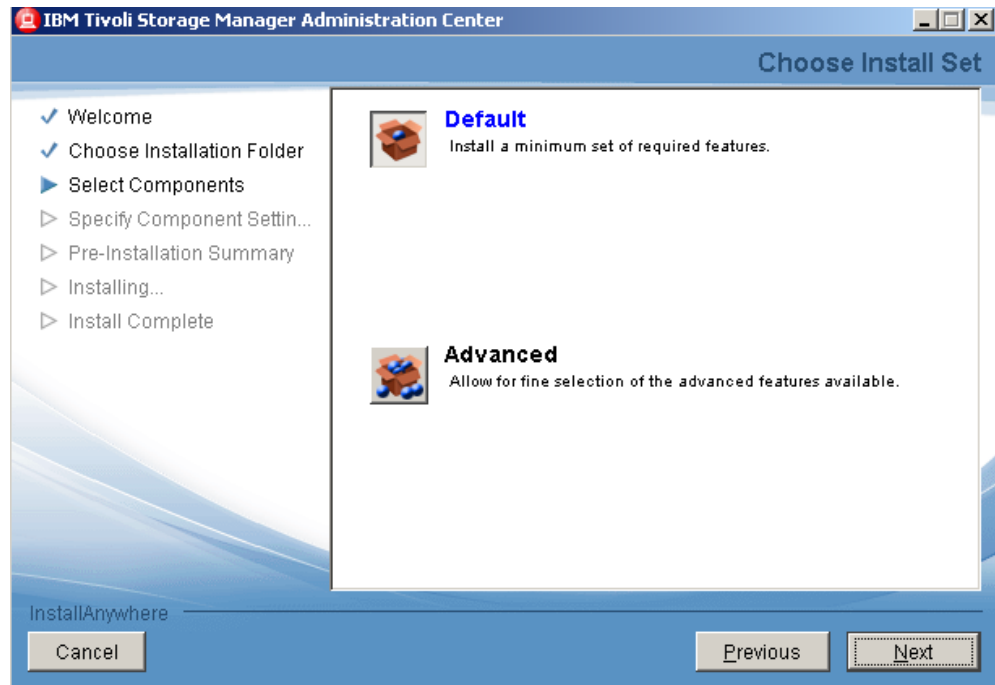 IBM Tivoli Storage Manager Administration Center
Choose Install Set
Welcome
Choose Installation Folder
Select Components
Specify Component Settin...
Pre-Installation Summary
Installing...
Install Complete
Default
Install a minimum set of required features.
Advanced
Allow for fine selection of the advanced features available.
InstallAnywhere
Cancel
Previous
Next